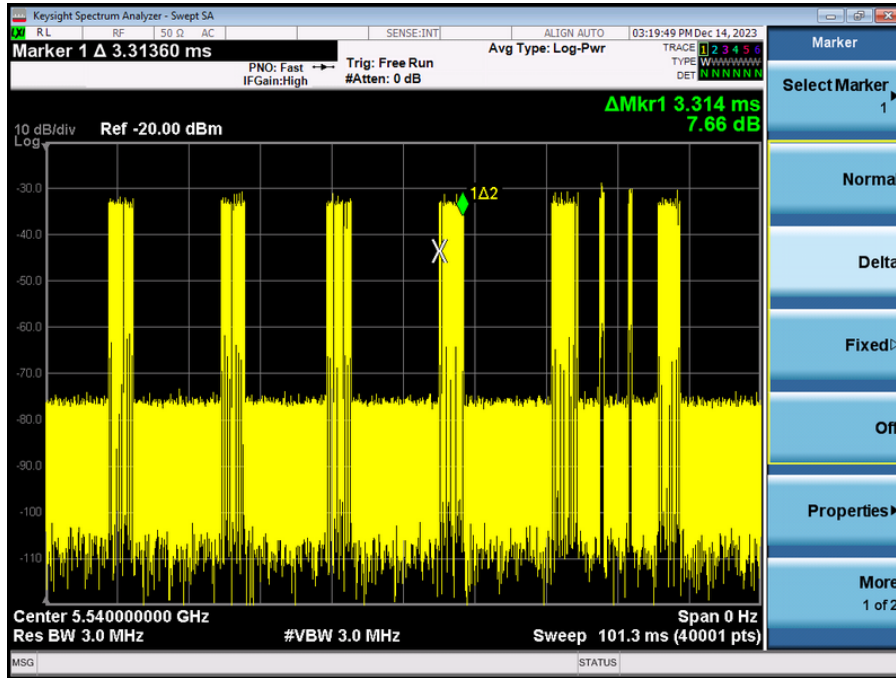 Keysight Spectrum Analyzer - Swept SA
LXI RL RF 50 Ω AC SENSE:INT ALIGN AUTO 03:19:49 PM Dec 14, 2023
Marker 1 Δ 3.31360 ms
PNO: Fast
IFGain:High
Trig: Free Run
#Atten: 0 dB
Avg Type: Log-Pwr
TRACE 1 2 3 4 5 6
TYPE WWWWWW
DET N N N N N N
ΔMkr1 3.314 ms
7.66 dB
10 dB/div Ref -20.00 dBm
Log
1Δ2
X
-30.0
-40.0
-50.0
-60.0
-70.0
-80.0
-90.0
-100
-110
Center 5.540000000 GHz Span 0 Hz
Res BW 3.0 MHz #VBW 3.0 MHz Sweep 101.3 ms (40001 pts)
MSG STATUS
Marker
Select Marker
1
Normal
Delta
Fixed
Off
Properties
More
1 of 2